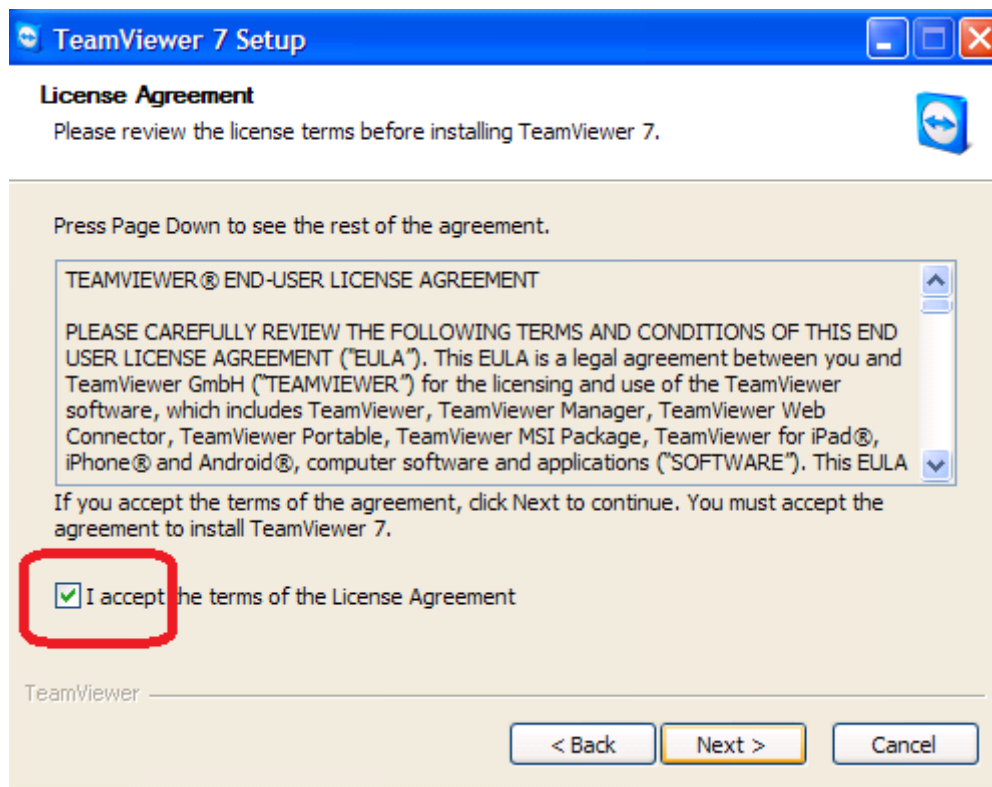 TeamViewer 7 Setup
License Agreement
Please review the license terms before installing TeamViewer 7.
Press Page Down to see the rest of the agreement.
TEAMVIEWER® END-USER LICENSE AGREEMENT
PLEASE CAREFULLY REVIEW THE FOLLOWING TERMS AND CONDITIONS OF THIS END
USER LICENSE AGREEMENT ("EULA"). This EULA is a legal agreement between you and
TeamViewer GmbH ("TEAMVIEWER") for the licensing and use of the TeamViewer
software, which includes TeamViewer, TeamViewer Manager, TeamViewer Web
Connector, TeamViewer Portable, TeamViewer MSI Package, TeamViewer for iPad®,
iPhone® and Android®, computer software and applications ("SOFTWARE"). This EULA
If you accept the terms of the agreement, click Next to continue. You must accept the
agreement to install TeamViewer 7.
I accept the terms of the License Agreement
TeamViewer
< Back Next > Cancel